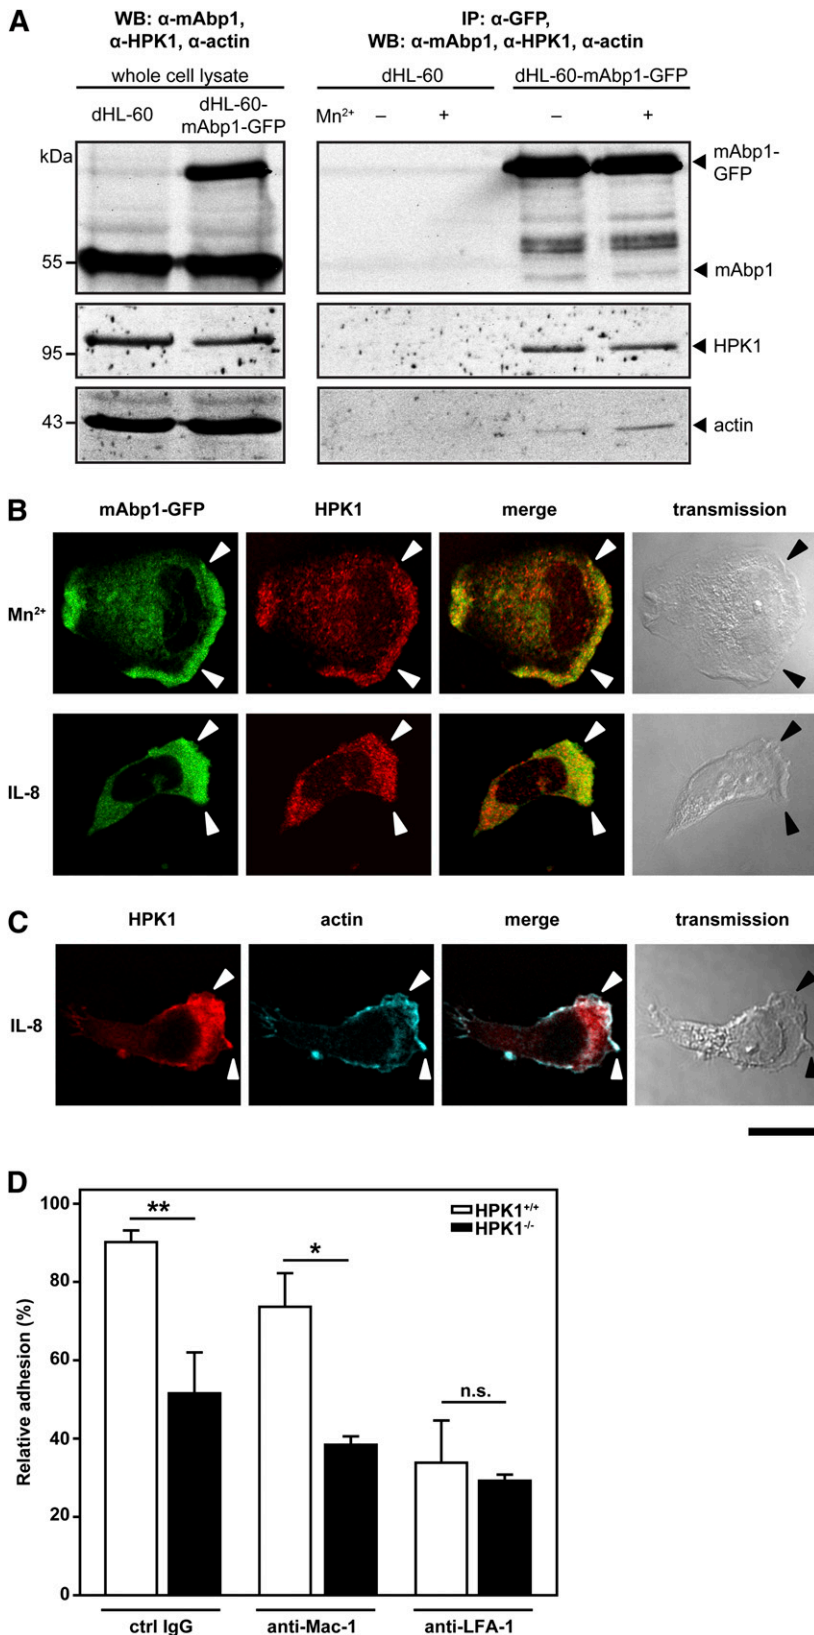 A
WB: α-mAbp1,
α-HPK1, α-actin
whole cell lysate
dHL-60
dHL-60-
mAbp1-GFP
IP: α-GFP,
WB: α-mAbp1, α-HPK1, α-actin
dHL-60 dHL-60-mAbp1-GFP
Mn²⁺ – + – +
kDa
mAbp1-
GFP
55
mAbp1
95
HPK1
43
actin
B
mAbp1-GFP HPK1 merge transmission
Mn²⁺
IL-8
C
HPK1 actin merge transmission
IL-8
D
Relative adhesion (%)
100
80
60
40
20
0
HPK1⁺/⁺
HPK1⁻/⁻
**
*
n.s.
ctrl IgG anti-Mac-1 anti-LFA-1